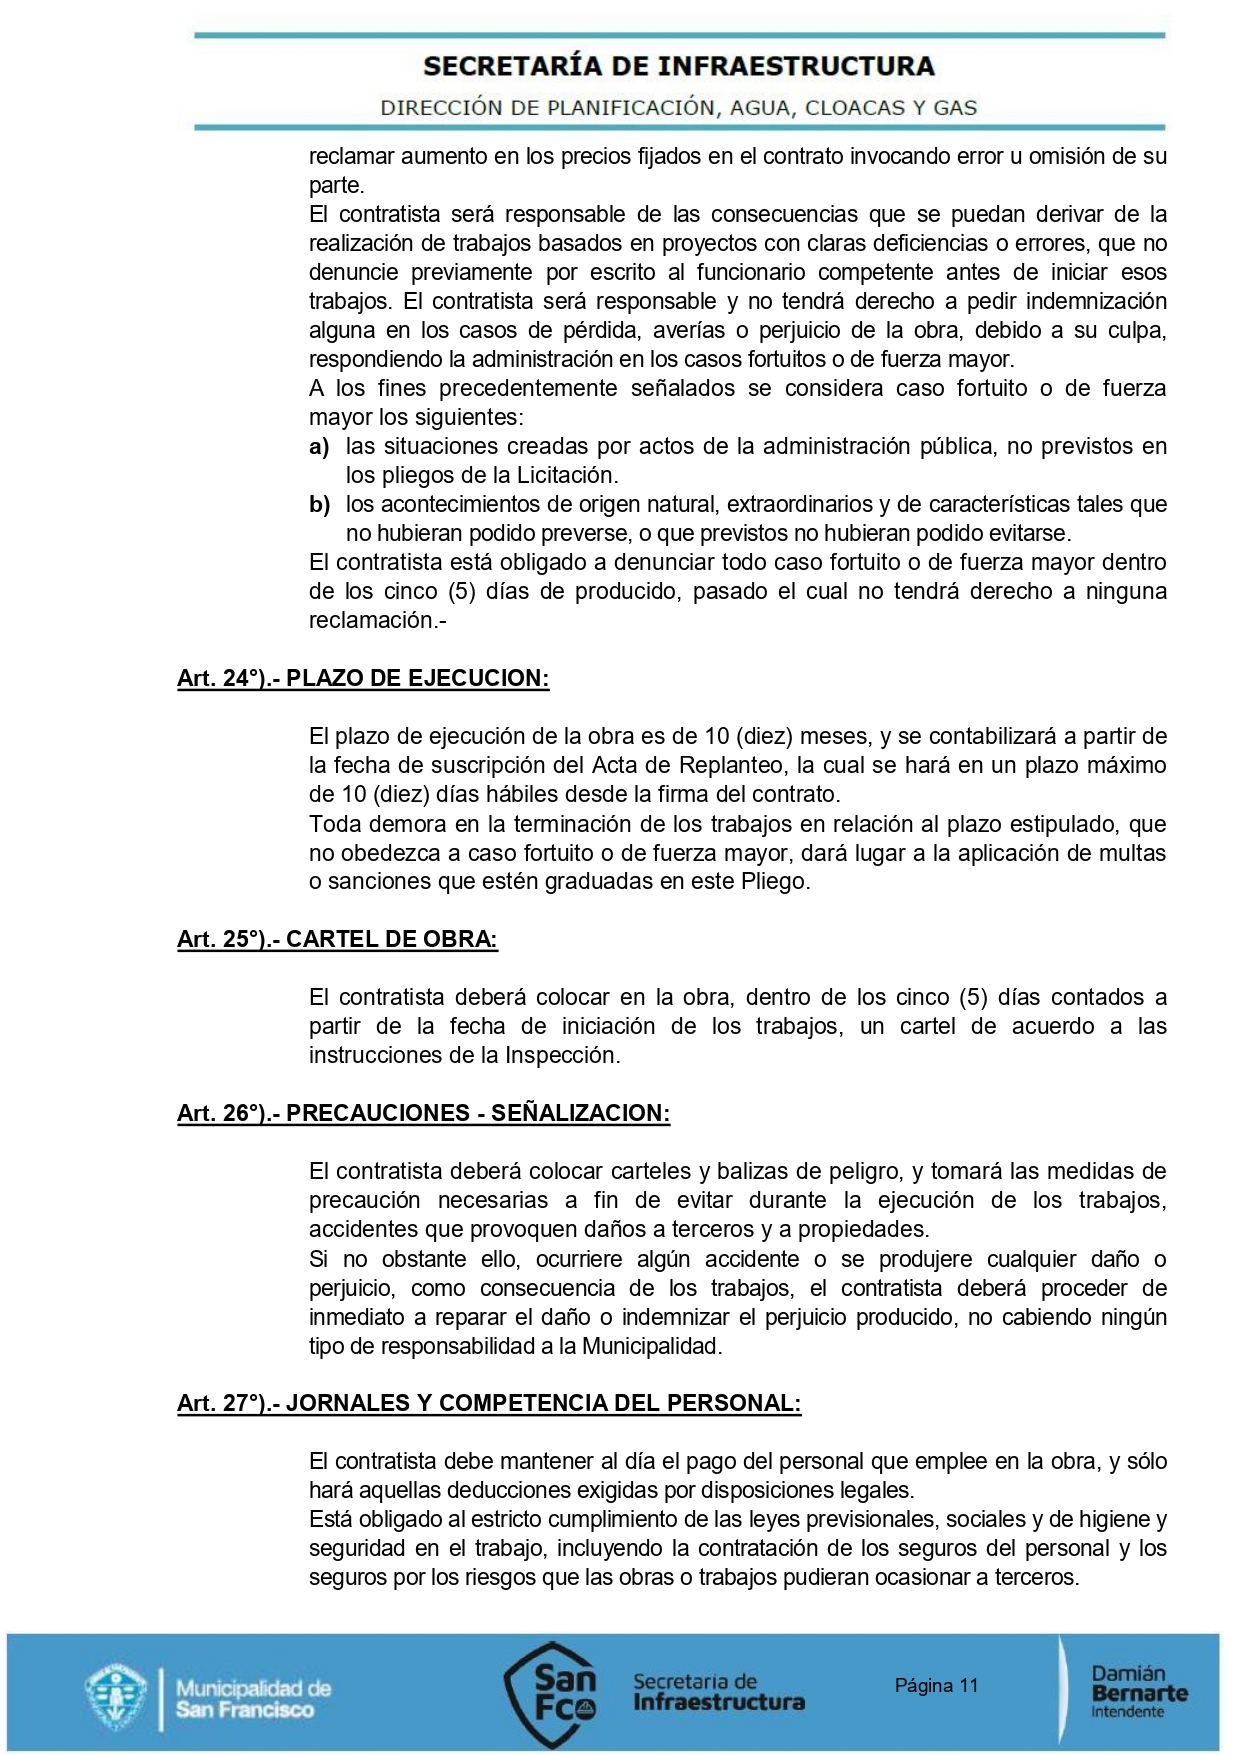 SECRETARÍA DE INFRAESTRUCTURA
DIRECCIÓN DE PLANIFICACIÓN, AGUA, CLOACAS Y GAS
reclamar aumento en los precios fijados en el contrato invocando error u omisión de su
parte.
El contratista será responsable de las consecuencias que se puedan derivar de la
realización de trabajos basados en proyectos con claras deficiencias o errores, que no
denuncie previamente por escrito al funcionario competente antes de iniciar esos
trabajos. El contratista será responsable y no tendrá derecho a pedir indemnización
alguna en los casos de pérdida, averías o perjuicio de la obra, debido a su culpa,
respondiendo la administración en los casos fortuitos o de fuerza mayor.
A los fines precedentemente señalados se considera caso fortuito o de fuerza
mayor los siguientes:
a) las situaciones creadas por actos de la administración pública, no previstos en
los pliegos de la Licitación.
b) los acontecimientos de origen natural, extraordinarios y de características tales que
no hubieran podido preverse, o que previstos no hubieran podido evitarse.
El contratista está obligado a denunciar todo caso fortuito o de fuerza mayor dentro
de los cinco (5) días de producido, pasado el cual no tendrá derecho a ninguna
reclamación.-
Art. 24°).- PLAZO DE EJECUCION:
El plazo de ejecución de la obra es de 10 (diez) meses, y se contabilizará a partir de
la fecha de suscripción del Acta de Replanteo, la cual se hará en un plazo máximo
de 10 (diez) días hábiles desde la firma del contrato.
Toda demora en la terminación de los trabajos en relación al plazo estipulado, que
no obedezca a caso fortuito o de fuerza mayor, dará lugar a la aplicación de multas
o sanciones que estén graduadas en este Pliego.
Art. 25°).- CARTEL DE OBRA:
El contratista deberá colocar en la obra, dentro de los cinco (5) días contados a
partir de la fecha de iniciación de los trabajos, un cartel de acuerdo a las
instrucciones de la Inspección.
Art. 26°).- PRECAUCIONES - SEÑALIZACION:
El contratista deberá colocar carteles y balizas de peligro, y tomará las medidas de
precaución necesarias a fin de evitar durante la ejecución de los trabajos,
accidentes que provoquen daños a terceros y a propiedades.
Si no obstante ello, ocurriere algún accidente o se produjere cualquier daño o
perjuicio, como consecuencia de los trabajos, el contratista deberá proceder de
inmediato a reparar el daño o indemnizar el perjuicio producido, no cabiendo ningún
tipo de responsabilidad a la Municipalidad.
Art. 27°).- JORNALES Y COMPETENCIA DEL PERSONAL:
El contratista debe mantener al día el pago del personal que emplee en la obra, y sólo
hará aquellas deducciones exigidas por disposiciones legales.
Está obligado al estricto cumplimiento de las leyes previsionales, sociales y de higiene y
seguridad en el trabajo, incluyendo la contratación de los seguros del personal y los
seguros por los riesgos que las obras o trabajos pudieran ocasionar a terceros.
Municipalidad de
San Francisco
San
Fco
Secretaría de
Infraestructura
Página 11
Damián
Bernarte
Intendente